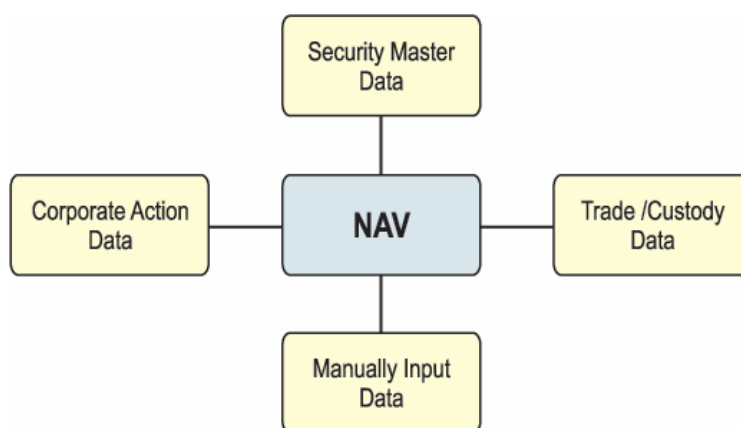 Security Master
Data
Corporate Action
Data
NAV
Trade /Custody
Data
Manually Input
Data